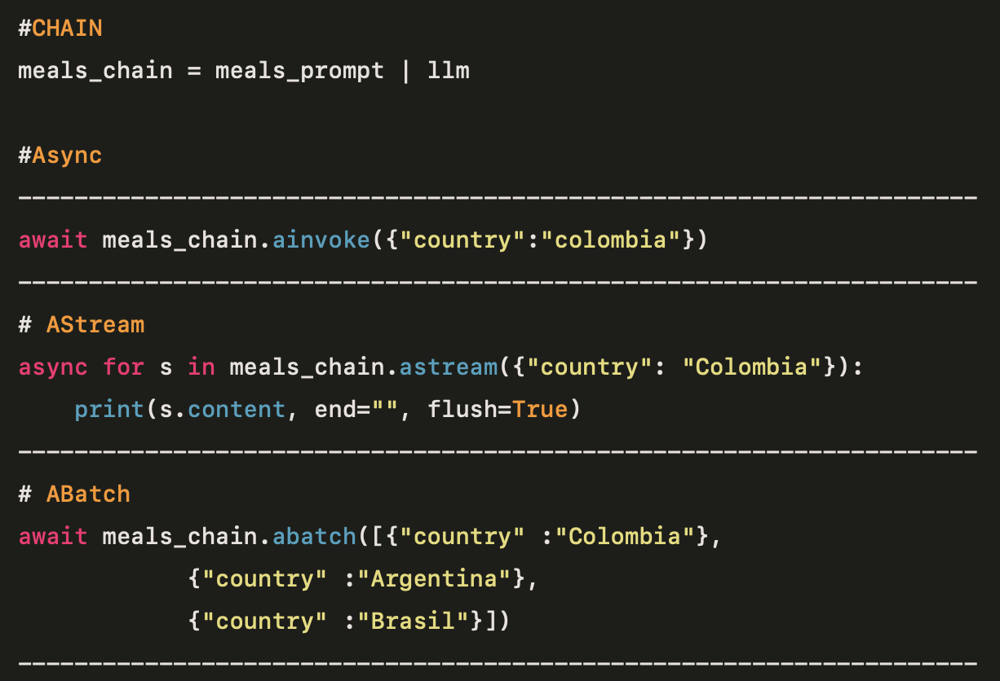 #CHAIN
meals_chain = meals_prompt | llm
#Async
--------------------------------------------------------------------
await meals_chain.ainvoke({"country":"colombia"})
--------------------------------------------------------------------
# AStream
async for s in meals_chain.astream({"country": "Colombia"}):
    print(s.content, end="", flush=True)
--------------------------------------------------------------------
# ABatch
await meals_chain.abatch([{"country" :"Colombia"},
            {"country" :"Argentina"},
            {"country" :"Brasil"}])
--------------------------------------------------------------------